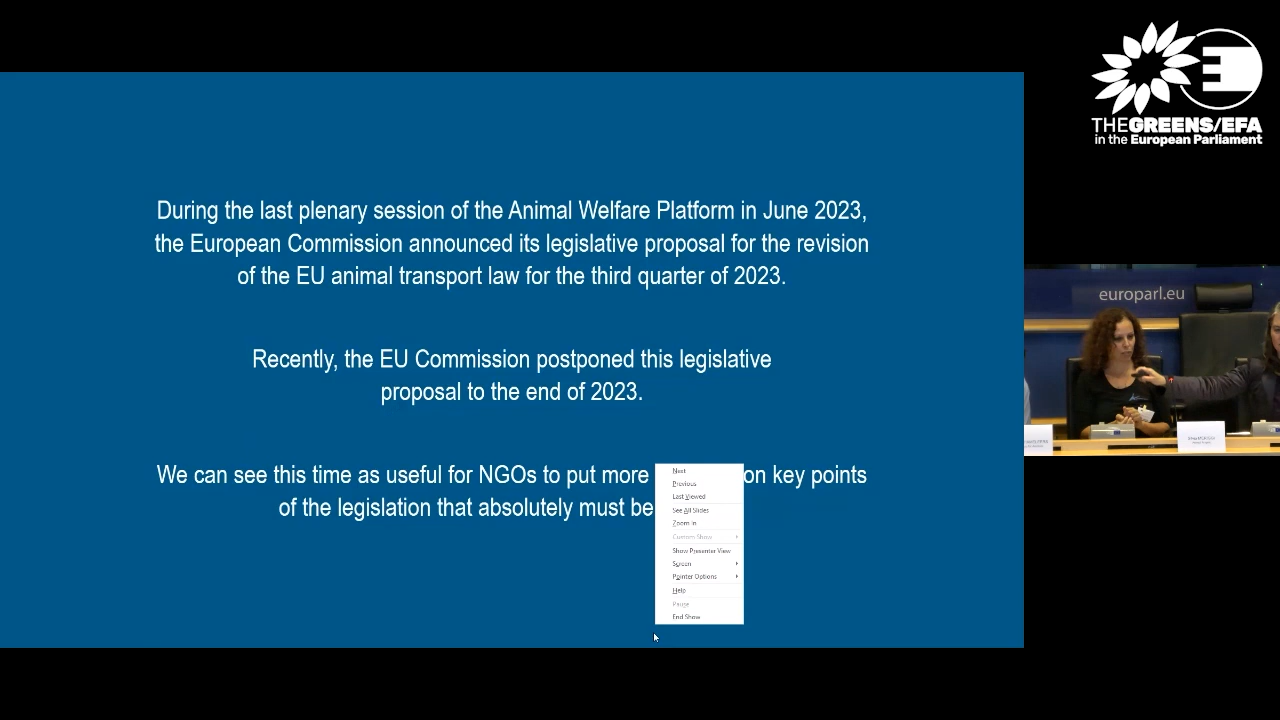 THE GREENS/EFA
in the European Parliament
During the last plenary session of the Animal Welfare Platform in June 2023,
the European Commission announced its legislative proposal for the revision
of the EU animal transport law for the third quarter of 2023.
Recently, the EU Commission postponed this legislative
proposal to the end of 2023.
We can see this time as useful for NGOs to put more on key points
of the legislation that absolutely must be
Next
Previous
Last Viewed
See All Slides
Zoom In
Custom Show
Show Presenter View
Screen
Pointer Options
Help
Pause
End Show
europarl.eu